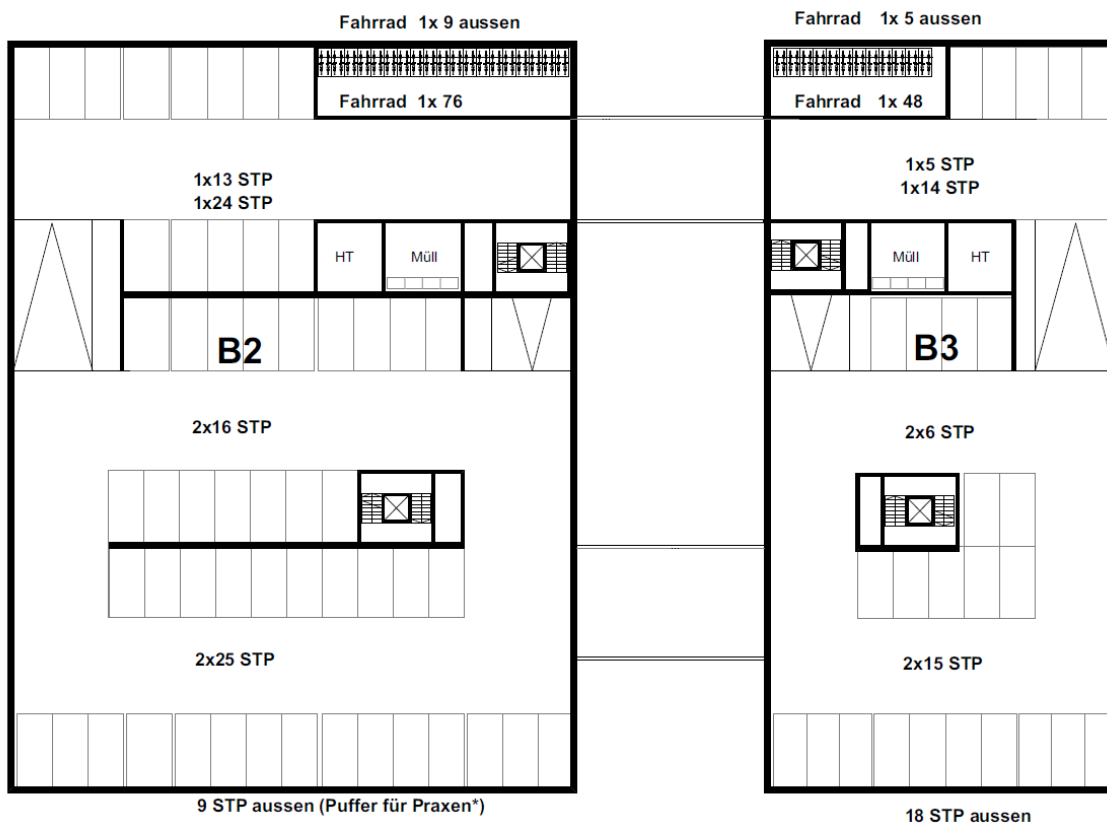 Fahrrad 1x 9 aussen
Fahrrad 1x 5 aussen
Fahrrad 1x 76
Fahrrad 1x 48
1x13 STP
1x24 STP
1x5 STP
1x14 STP
HT
Müll
Müll
HT
B2
B3
2x16 STP
2x6 STP
2x25 STP
2x15 STP
9 STP aussen (Puffer für Praxen*)
18 STP aussen